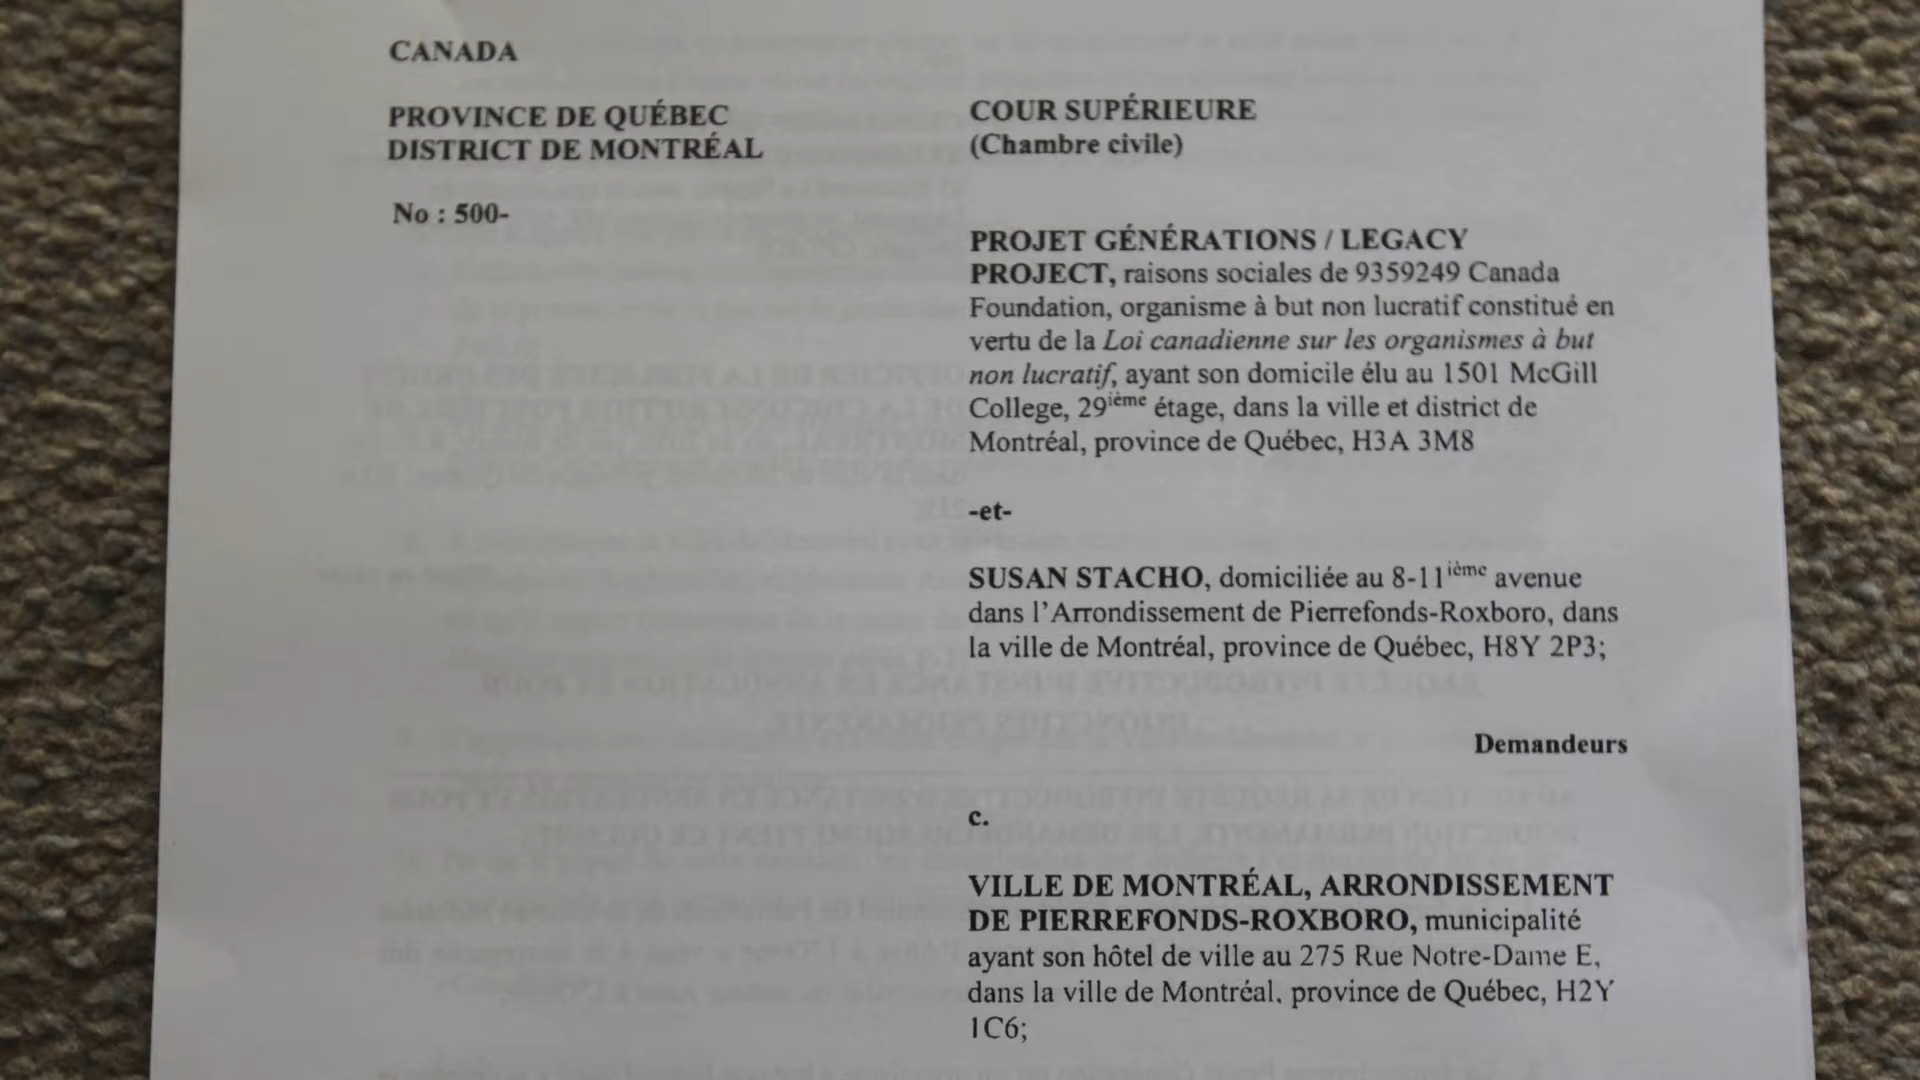 CANADA
PROVINCE DE QUÉBEC
DISTRICT DE MONTRÉAL
No : 500-
COUR SUPÉRIEURE
(Chambre civile)
PROJET GÉNÉRATIONS / LEGACY
PROJECT, raisons sociales de 9359249 Canada
Foundation, organisme à but non lucratif constitué en
vertu de la Loi canadienne sur les organismes à but
non lucratif, ayant son domicile élu au 1501 McGill
College, 29ième étage, dans la ville et district de
Montréal, province de Québec, H3A 3M8
-et-
SUSAN STACHO, domiciliée au 8-11ième avenue
dans l'Arrondissement de Pierrefonds-Roxboro, dans
la ville de Montréal, province de Québec, H8Y 2P3;
Demandeurs
c.
VILLE DE MONTRÉAL, ARRONDISSEMENT
DE PIERREFONDS-ROXBORO, municipalité
ayant son hôtel de ville au 275 Rue Notre-Dame E,
dans la ville de Montréal, province de Québec, H2Y
1C6;